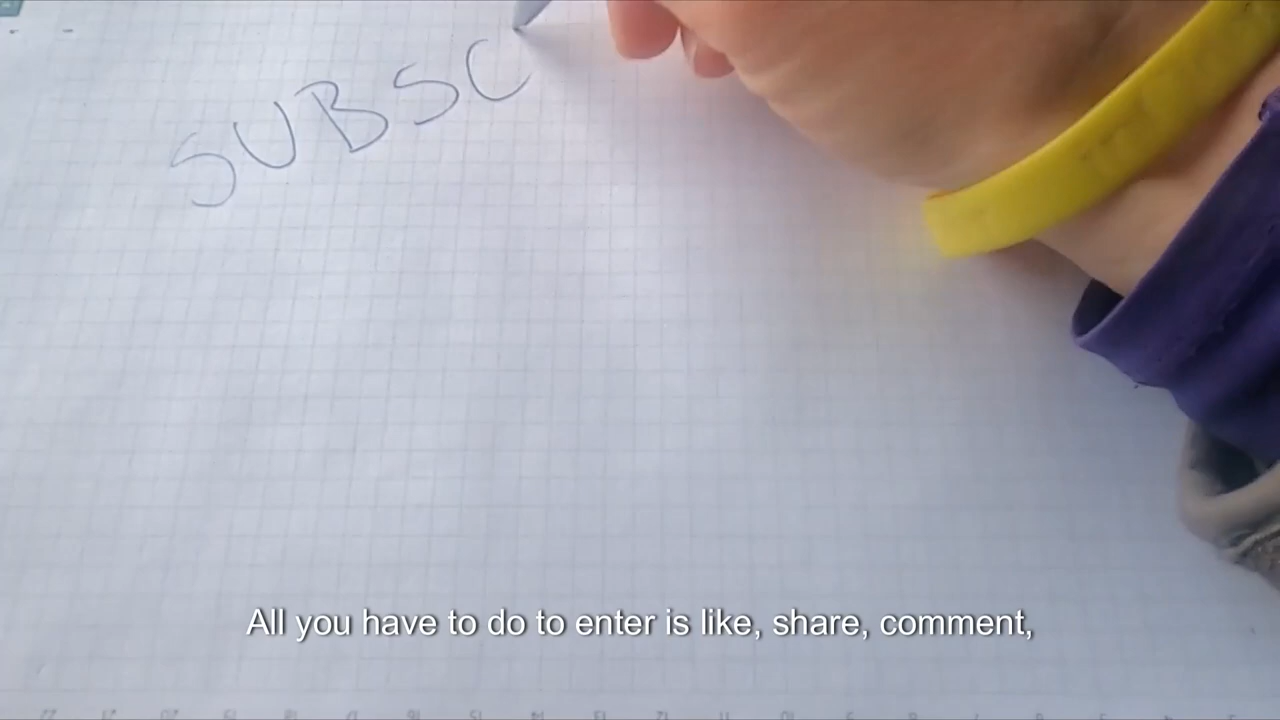 SUBSC
All you have to do to enter is like, share, comment,